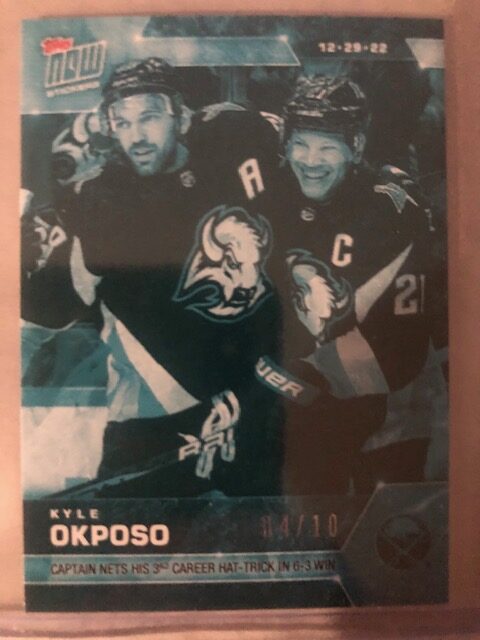 Topps
NOW
STICKERS
12-29-22
A
C
21
BAUER
KYLE
OKPOSO
04/10
CAPTAIN NETS HIS 3RD CAREER HAT-TRICK IN 6-3 WIN